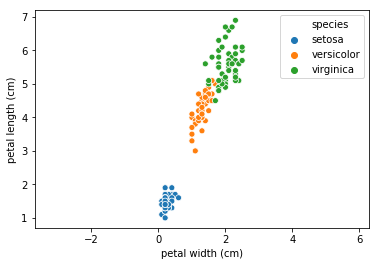 species
setosa
versicolor
virginica
petal length (cm)
7
6
5
4
3
2
1
−2
0
2
4
6
petal width (cm)